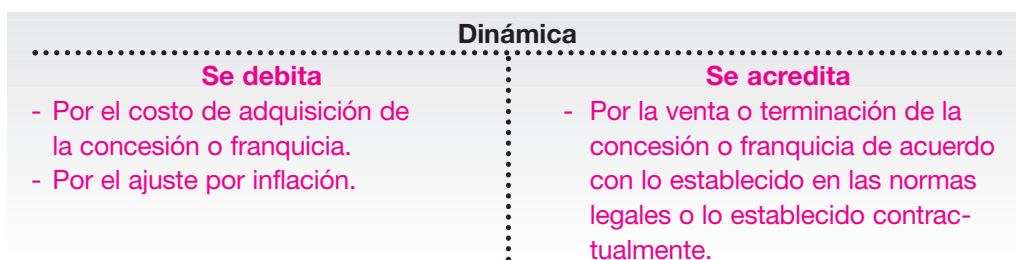 Dinámica
Se debita
- Por el costo de adquisición de
la concesión o franquicia.
- Por el ajuste por inflación.
Se acredita
- Por la venta o terminación de la
concesión o franquicia de acuerdo
con lo establecido en las normas
legales o lo establecido contrac-
tualmente.